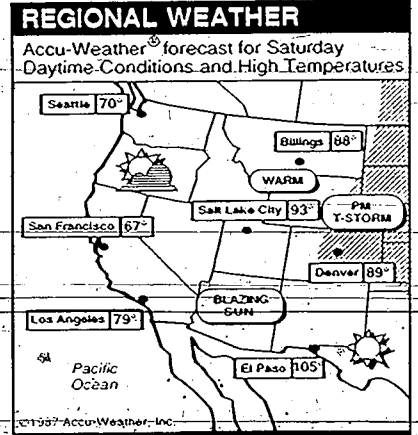 REGIONAL WEATHER
Accu-Weather® forecast for Saturday
Daytime Conditions and High Temperatures
Seattle 70°
Billings 88°
WARM
Salt Lake City 93°
PM
T-STORM
San Francisco 67°
Denver 89°
BLAZING
SUN
Los Angeles 79°
El Paso 105°
Pacific
Ocean
©1987 Accu-Weather, Inc.